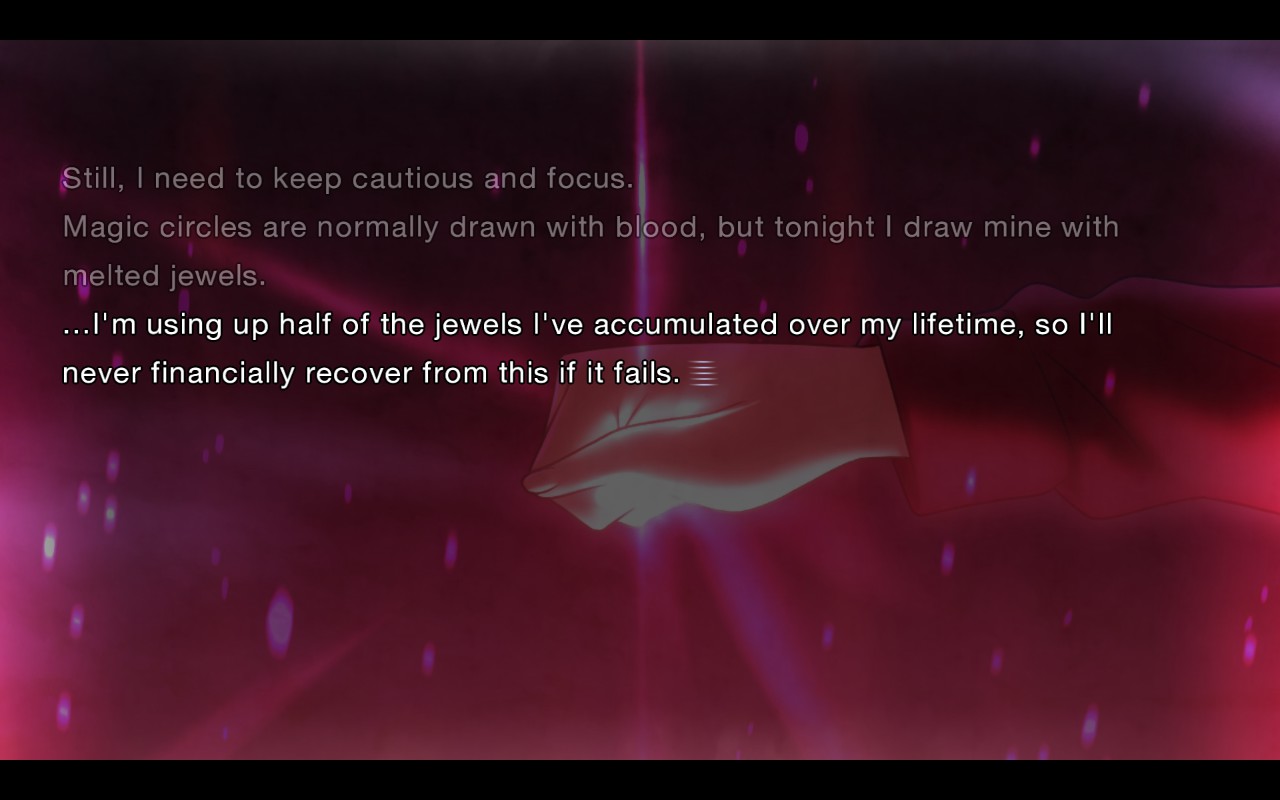 Still, I need to keep cautious and focus.
Magic circles are normally drawn with blood, but tonight I draw mine with
melted jewels.
...I'm using up half of the jewels I've accumulated over my lifetime, so I'll
never financially recover from this if it fails.